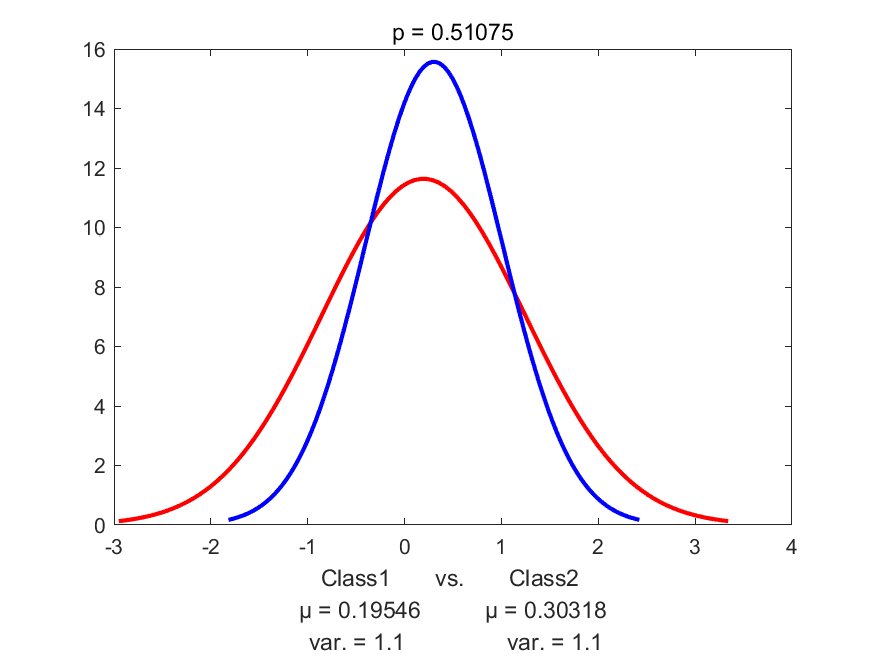 p = 0.51075
16
14
12
10
8
6
4
2
0
-3 -2 -1 0 1 2 3 4
Class1 vs. Class2
μ = 0.19546 μ = 0.30318
var. = 1.1 var. = 1.1